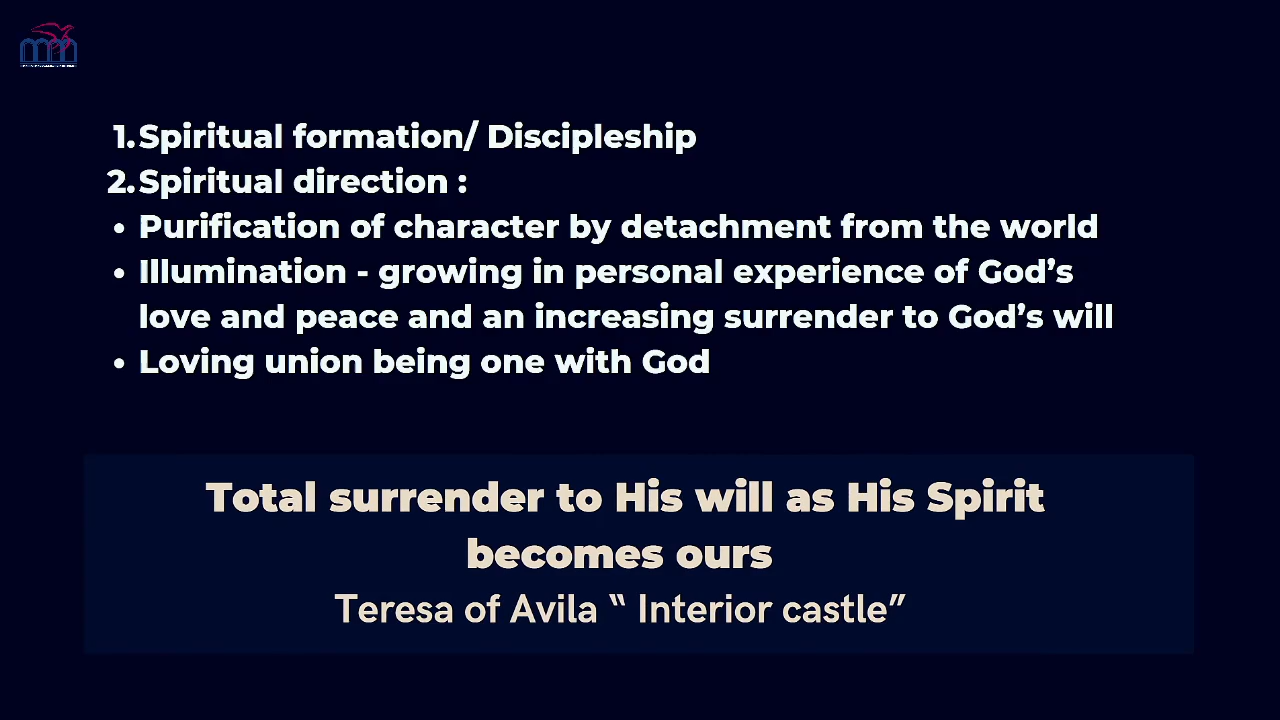 1. Spiritual formation/ Discipleship
2. Spiritual direction :
• Purification of character by detachment from the world
• Illumination - growing in personal experience of God's
love and peace and an increasing surrender to God's will
• Loving union being one with God
Total surrender to His will as His Spirit
becomes ours
Teresa of Avila “ Interior castle”